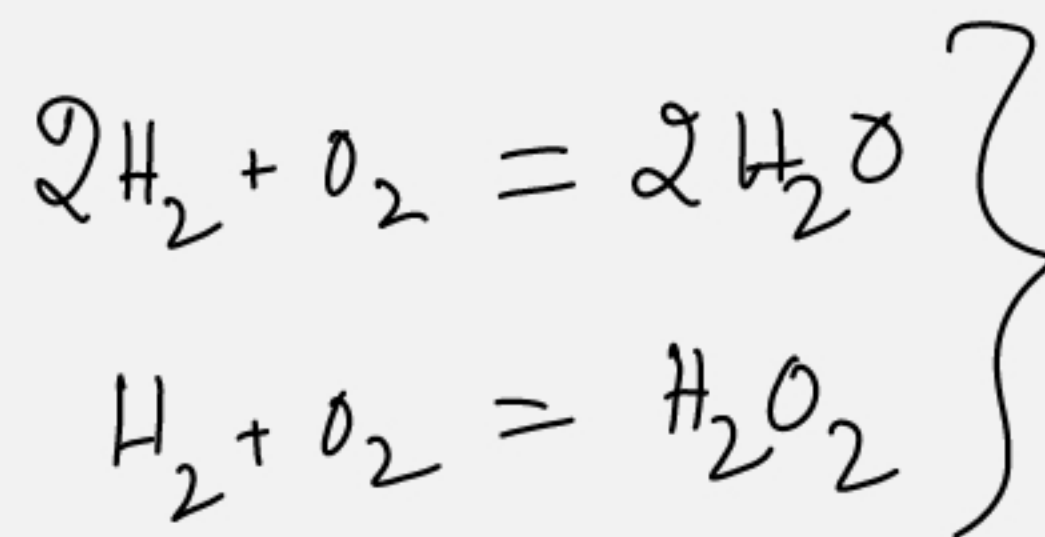 2H₂ + O₂ = 2H₂O
H₂ + O₂ = H₂O₂